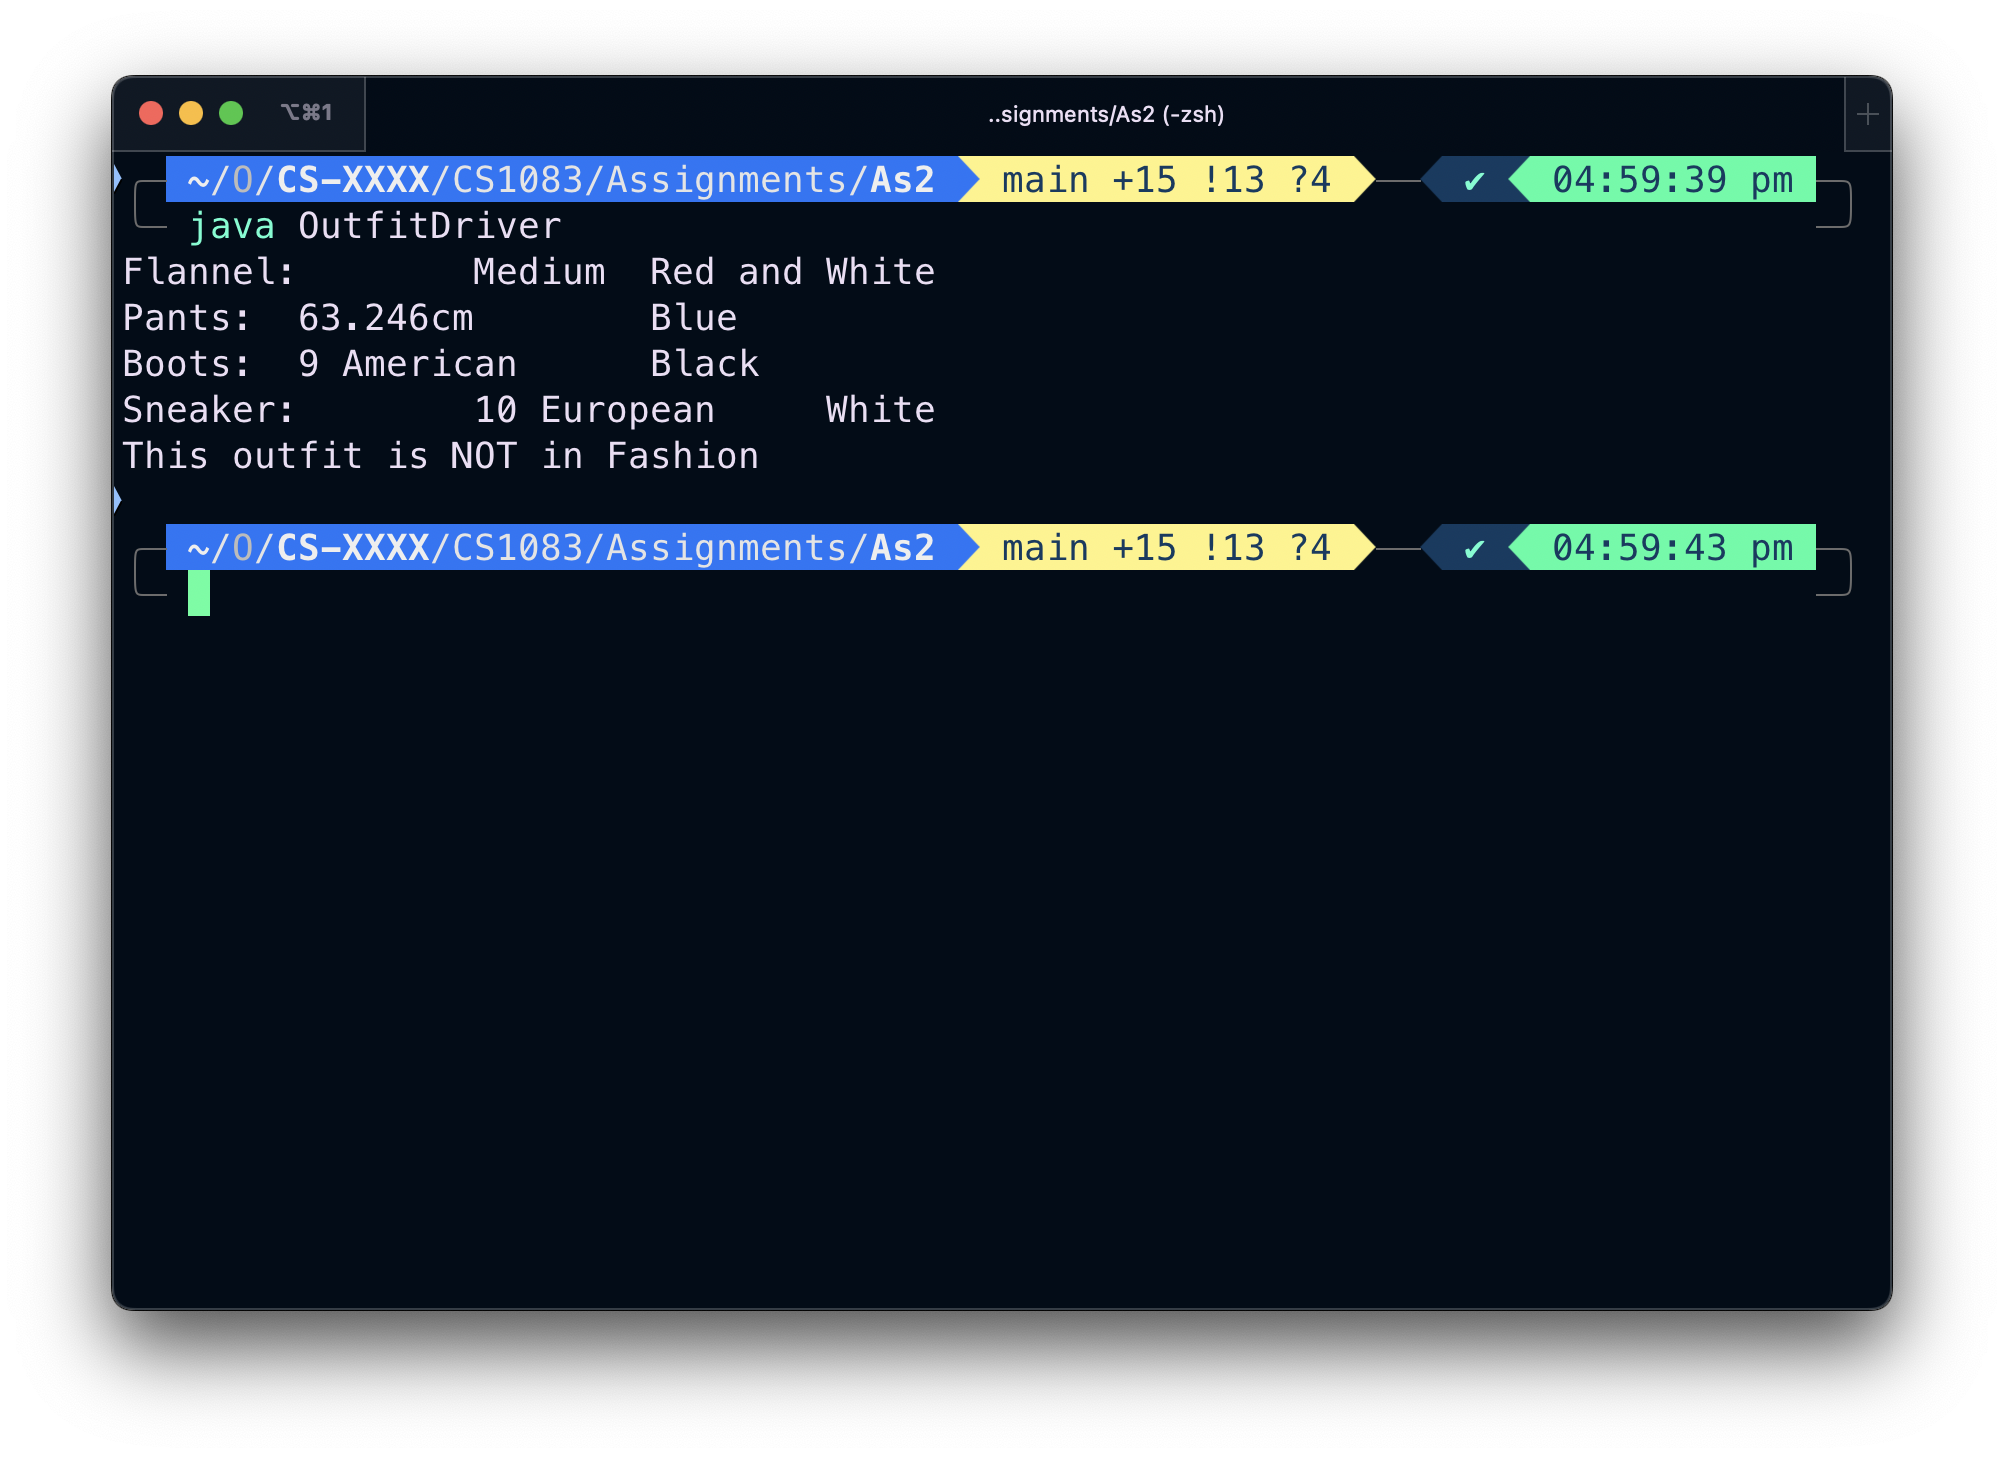 ⌥⌘1 ..signments/As2 (-zsh) +
~/O/CS-XXXX/CS1083/Assignments/As2 main +15 !13 ?4 ✔ 04:59:39 pm
java OutfitDriver
Flannel: Medium Red and White
Pants: 63.246cm Blue
Boots: 9 American Black
Sneaker: 10 European White
This outfit is NOT in Fashion
~/O/CS-XXXX/CS1083/Assignments/As2 main +15 !13 ?4 ✔ 04:59:43 pm